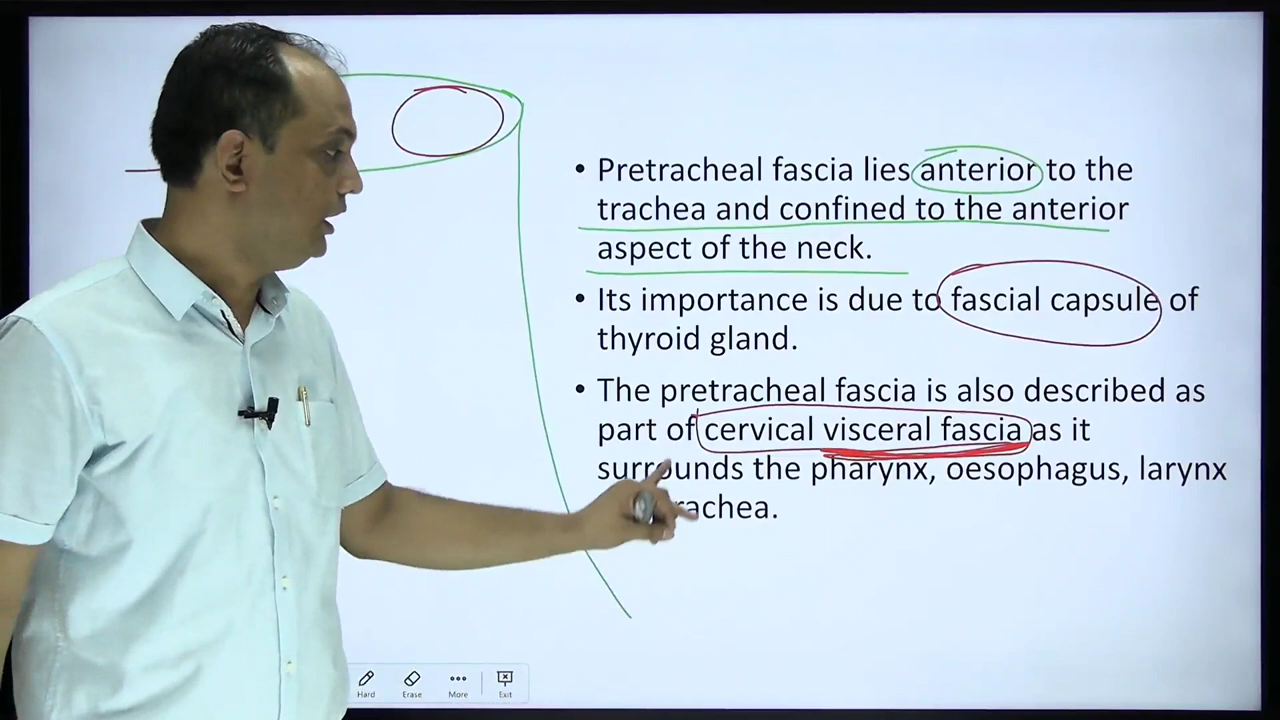 • Pretracheal fascia lies anterior to the
trachea and confined to the anterior
aspect of the neck.
• Its importance is due to fascial capsule of
thyroid gland.
• The pretracheal fascia is also described as
part of cervical visceral fascia as it
surrounds the pharynx, oesophagus, larynx
rachea.
Hard Erase More Exit